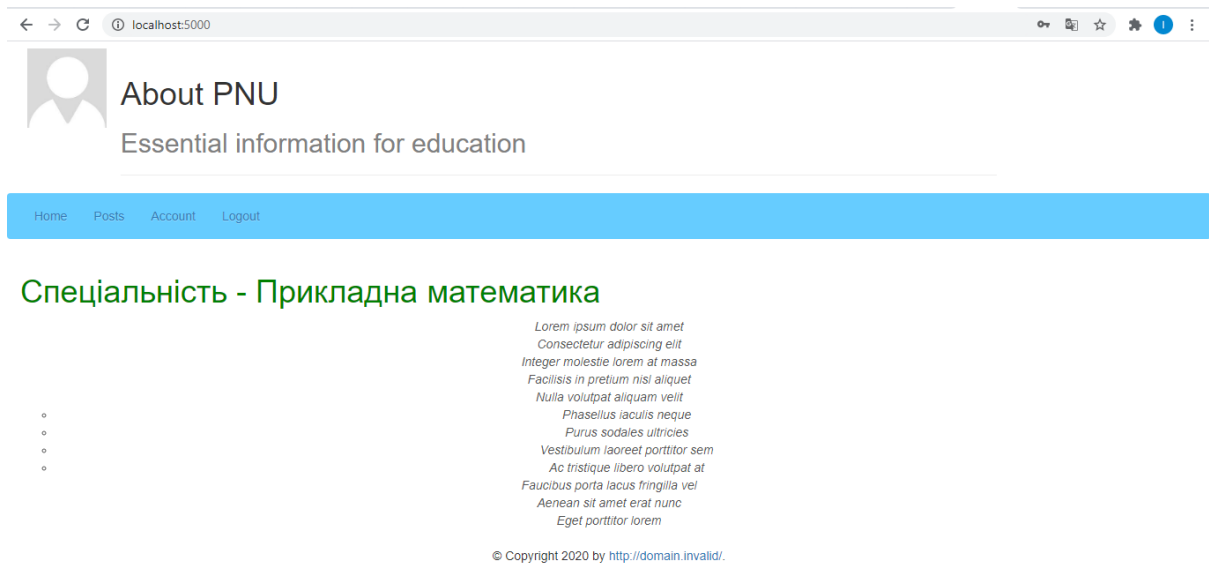 localhost:5000
I
About PNU
Essential information for education
Home Posts Account Logout
Спеціальність - Прикладна математика
Lorem ipsum dolor sit amet
Consectetur adipiscing elit
Integer molestie lorem at massa
Facilisis in pretium nisl aliquet
Nulla volutpat aliquam velit
Phasellus iaculis neque
Purus sodales ultricies
Vestibulum laoreet porttitor sem
Ac tristique libero volutpat at
Faucibus porta lacus fringilla vel
Aenean sit amet erat nunc
Eget porttitor lorem
© Copyright 2020 by http://domain.invalid/.